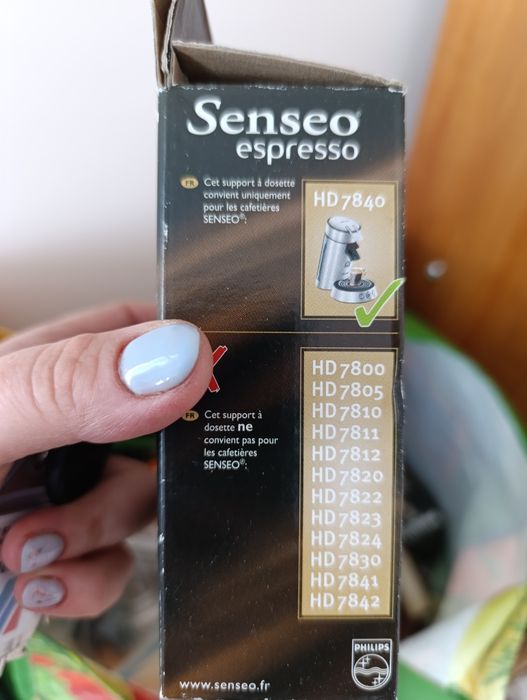 Senseo®
espresso
FR Cet support à dosette
convient uniquement
pour les cafetières
SENSEO®:
HD 7840
HD 7800
HD 7805
HD 7810
HD 7811
HD 7812
HD 7820
HD 7822
HD 7823
HD 7824
HD 7830
HD 7841
HD 7842
FR Cet support à
dosette ne
convient pas pour
les cafetières
SENSEO®:
PHILIPS
www.senseo.fr